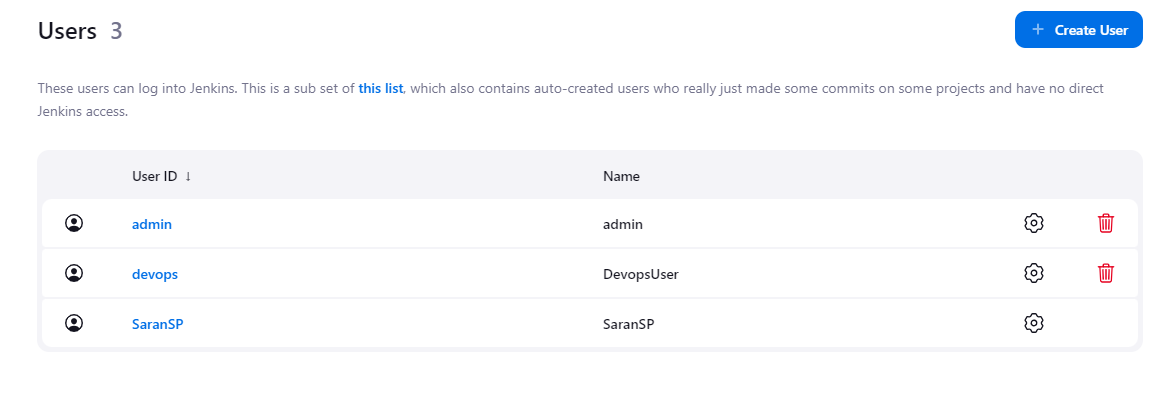 Users 3
+ Create User
These users can log into Jenkins. This is a sub set of this list, which also contains auto-created users who really just made some commits on some projects and have no direct
Jenkins access.
User ID ↓ Name
admin admin
devops DevopsUser
SaranSP SaranSP